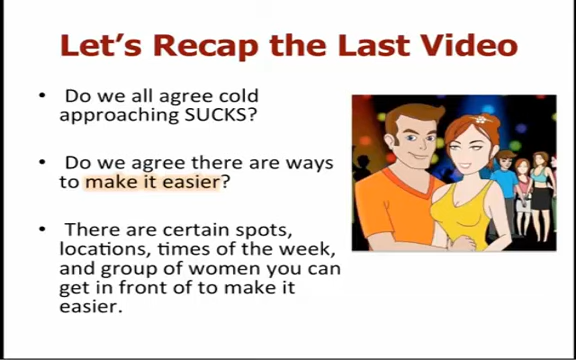 Let's Recap the Last Video
• Do we all agree cold
approaching SUCKS?
• Do we agree there are ways
to make it easier?
• There are certain spots,
locations, times of the week,
and group of women you can
get in front of to make it
easier.